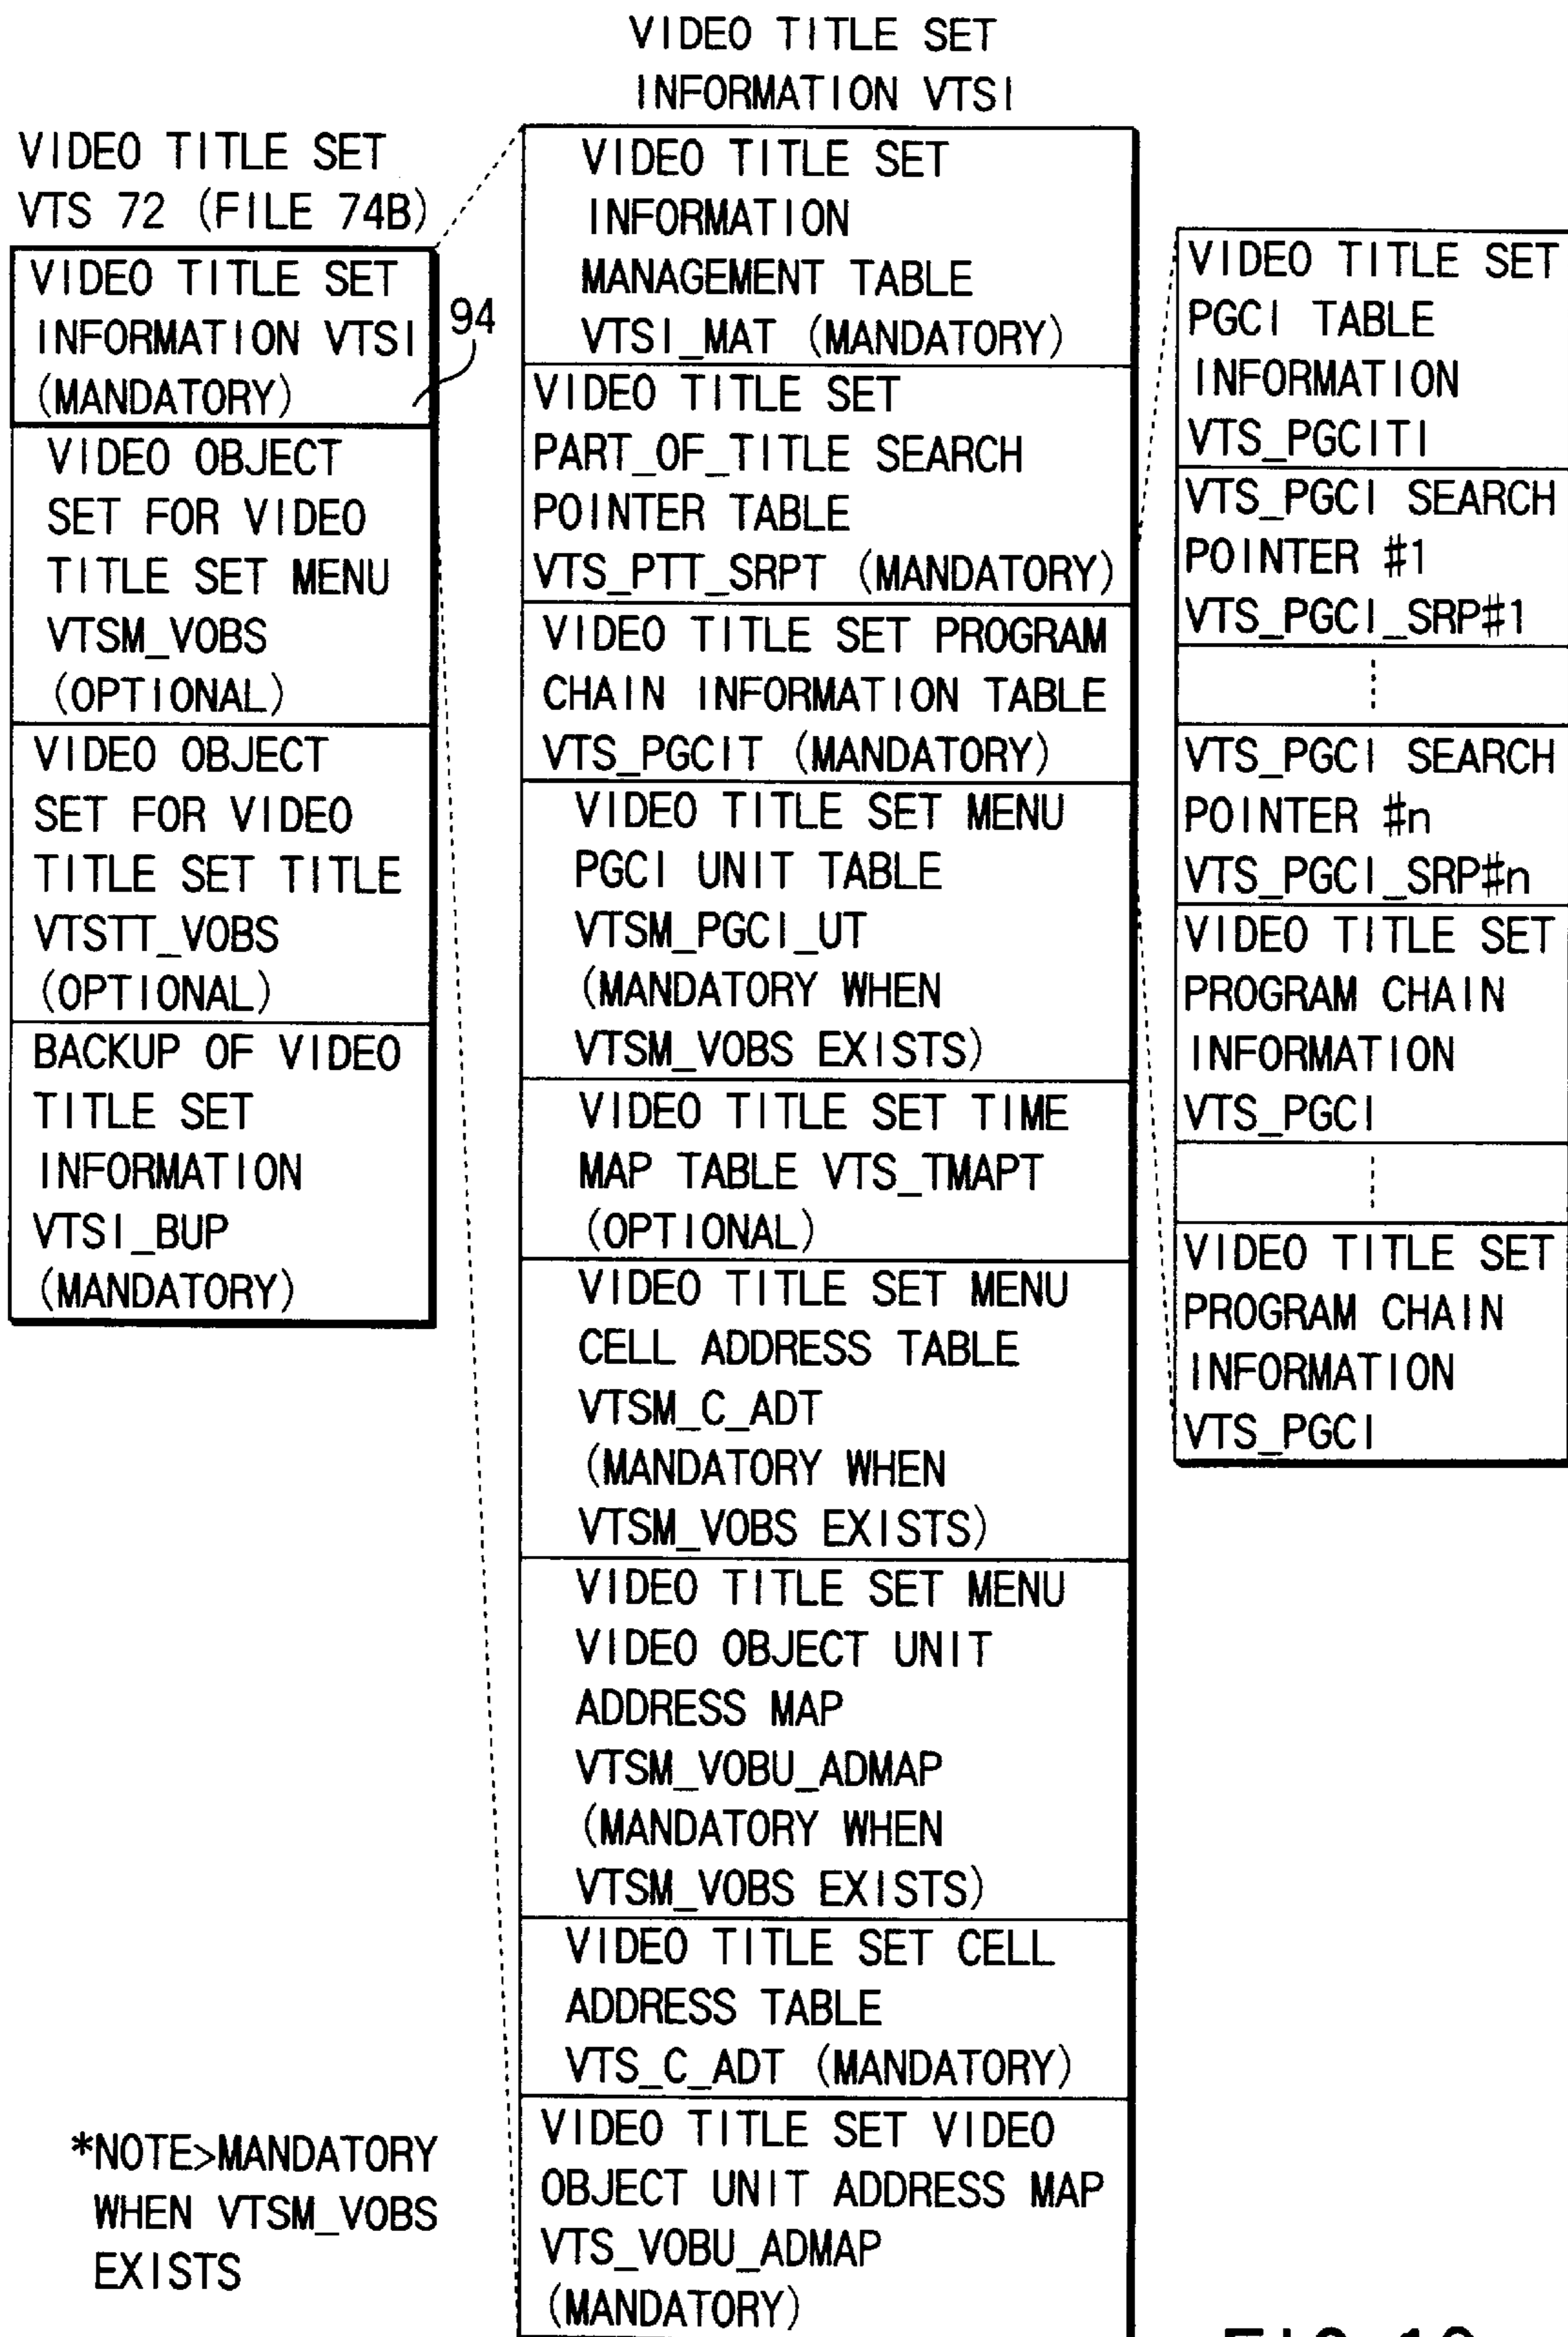 VIDEO TITLE SET
VTS 72 (FILE 74B)
VIDEO TITLE SET
INFORMATION VTSI
(MANDATORY)
94
VIDEO OBJECT
SET FOR VIDEO
TITLE SET MENU
VTSM_VOBS
(OPTIONAL)
VIDEO OBJECT
SET FOR VIDEO
TITLE SET TITLE
VTSTT_VOBS
(OPTIONAL)
BACKUP OF VIDEO
TITLE SET
INFORMATION
VTSI_BUP
(MANDATORY)
*NOTE>MANDATORY
WHEN VTSM_VOBS
EXISTS
VIDEO TITLE SET
INFORMATION VTSI
VIDEO TITLE SET
INFORMATION
MANAGEMENT TABLE
VTSI_MAT (MANDATORY)
VIDEO TITLE SET
PART_OF_TITLE SEARCH
POINTER TABLE
VTS_PTT_SRPT (MANDATORY)
VIDEO TITLE SET PROGRAM
CHAIN INFORMATION TABLE
VTS_PGCIT (MANDATORY)
VIDEO TITLE SET MENU
PGCI UNIT TABLE
VTSM_PGCI_UT
(MANDATORY WHEN
VTSM_VOBS EXISTS)
VIDEO TITLE SET TIME
MAP TABLE VTS_TMAPT
(OPTIONAL)
VIDEO TITLE SET MENU
CELL ADDRESS TABLE
VTSM_C_ADT
(MANDATORY WHEN
VTSM_VOBS EXISTS)
VIDEO TITLE SET MENU
VIDEO OBJECT UNIT
ADDRESS MAP
VTSM_VOBU_ADMAP
(MANDATORY WHEN
VTSM_VOBS EXISTS)
VIDEO TITLE SET CELL
ADDRESS TABLE
VTS_C_ADT (MANDATORY)
VIDEO TITLE SET VIDEO
OBJECT UNIT ADDRESS MAP
VTS_VOBU_ADMAP
(MANDATORY)
VIDEO TITLE SET
PGCI TABLE
INFORMATION
VTS_PGCITI
VTS_PGCI SEARCH
POINTER #1
VTS_PGCI_SRP#1
VTS_PGCI SEARCH
POINTER #n
VTS_PGCI_SRP#n
VIDEO TITLE SET
PROGRAM CHAIN
INFORMATION
VTS_PGCI
VIDEO TITLE SET
PROGRAM CHAIN
INFORMATION
VTS_PGCI